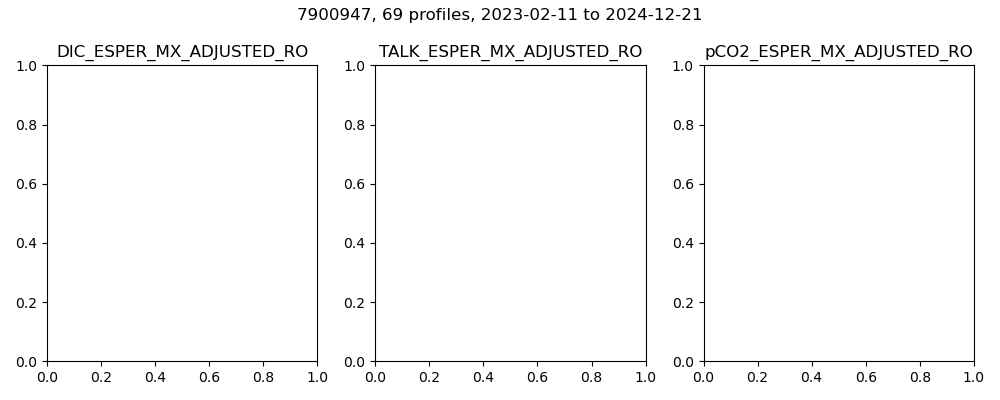 7900947, 69 profiles, 2023-02-11 to 2024-12-21
DIC_ESPER_MX_ADJUSTED_RO
TALK_ESPER_MX_ADJUSTED_RO
pCO2_ESPER_MX_ADJUSTED_RO
1.0
0.8
0.6
0.4
0.2
0.0
0.0 0.2 0.4 0.6 0.8 1.0
1.0
0.8
0.6
0.4
0.2
0.0
0.0 0.2 0.4 0.6 0.8 1.0
1.0
0.8
0.6
0.4
0.2
0.0
0.0 0.2 0.4 0.6 0.8 1.0